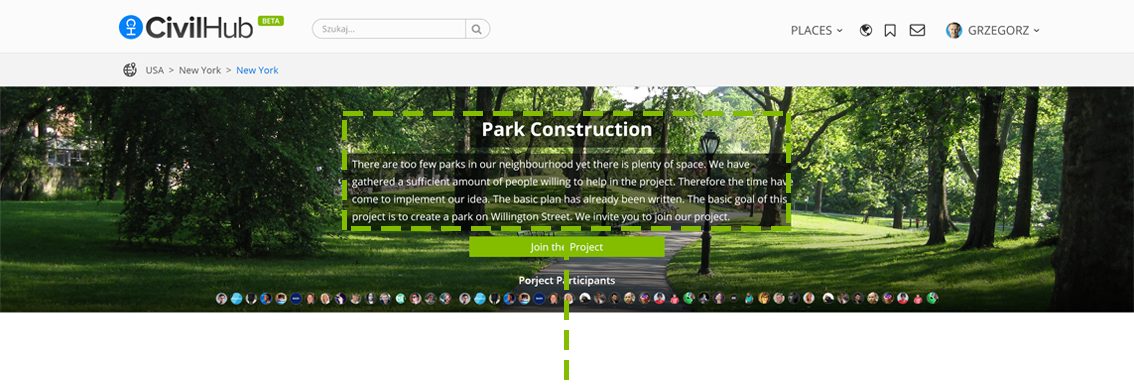 CivilHub BETA
Szukaj...
PLACES
GRZEGORZ
USA > New York > New York
Park Construction
There are too few parks in our neighbourhood yet there is plenty of space. We have
gathered a sufficient amount of people willing to help in the project. Therefore the time have
come to implement our idea. The basic plan has already been written. The basic goal of this
project is to create a park on Willington Street. We invite you to join our project.
Join the Project
Porject Participants